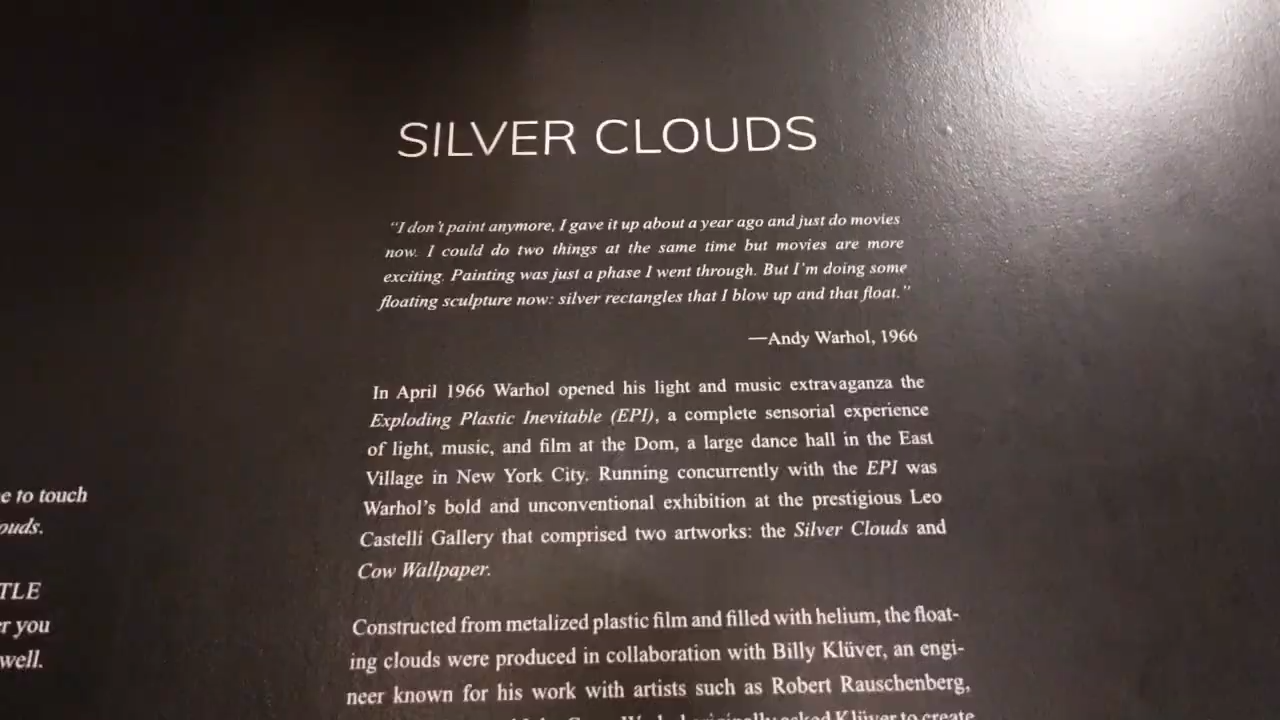 SILVER CLOUDS
“I don’t paint anymore, I gave it up about a year ago and just do movies
now. I could do two things at the same time but movies are more
exciting. Painting was just a phase I went through. But I’m doing some
floating sculpture now: silver rectangles that I blow up and that float.”
—Andy Warhol, 1966
In April 1966 Warhol opened his light and music extravaganza the
Exploding Plastic Inevitable (EPI), a complete sensorial experience
of light, music, and film at the Dom, a large dance hall in the East
Village in New York City. Running concurrently with the EPI was
Warhol’s bold and unconventional exhibition at the prestigious Leo
Castelli Gallery that comprised two artworks: the Silver Clouds and
Cow Wallpaper.
Constructed from metalized plastic film and filled with helium, the float-
ing clouds were produced in collaboration with Billy Klüver, an engi-
neer known for his work with artists such as Robert Rauschenberg,
originally asked Klüver to create
e to touch
ouds.
TLE
er you
well.